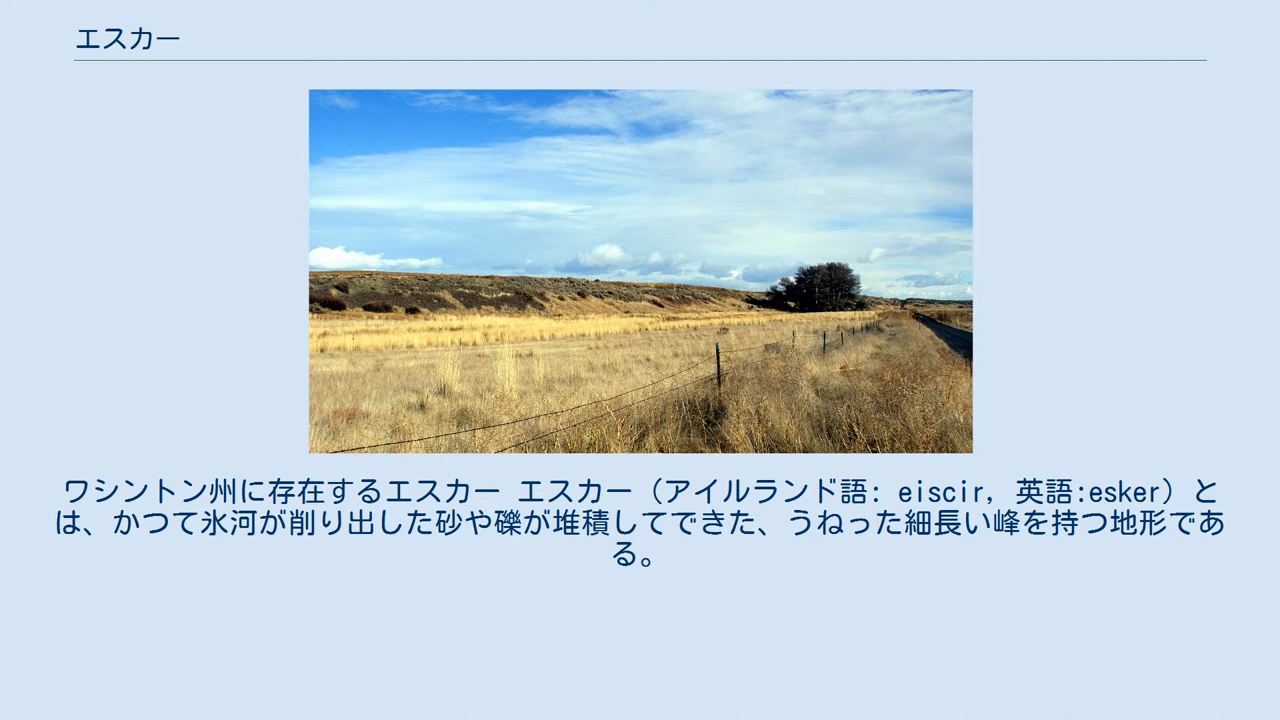 エスカー
ワシントン州に存在するエスカー エスカー（アイルランド語: eiscir, 英語:esker）と
は、かつて氷河が削り出した砂や礫が堆積してできた、うねった細長い峰を持つ地形であ
る。